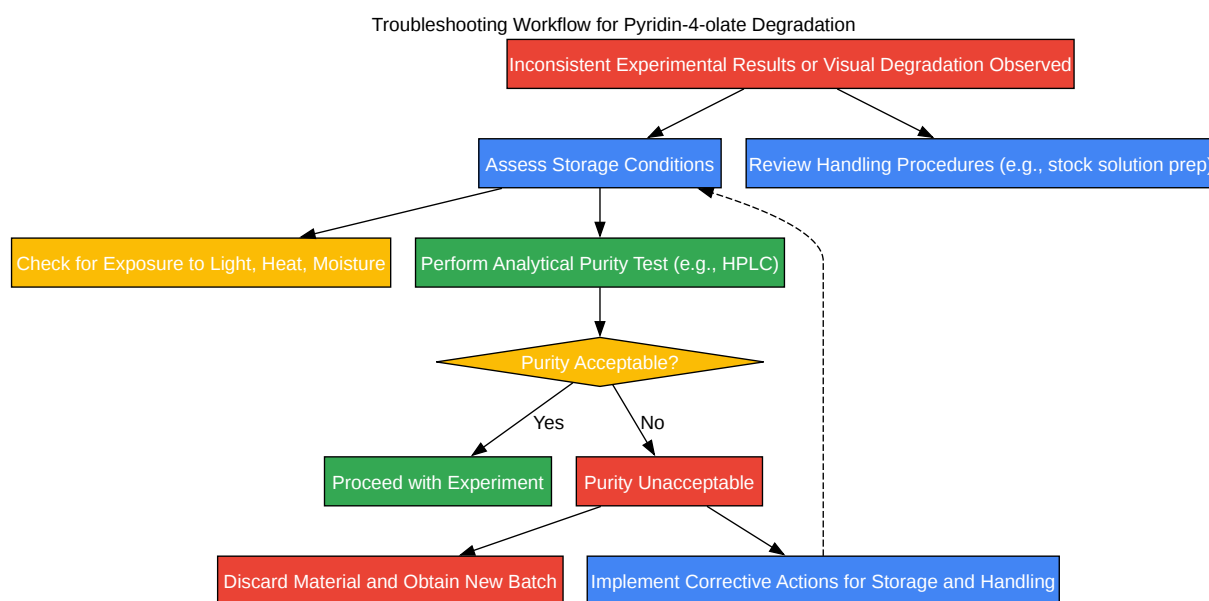 Troubleshooting Workflow for Pyridin-4-olate Degradation
Inconsistent Experimental Results or Visual Degradation Observed
Assess Storage Conditions
Review Handling Procedures (e.g., stock solution prep)
Check for Exposure to Light, Heat, Moisture
Perform Analytical Purity Test (e.g., HPLC)
Purity Acceptable?
Yes
No
Proceed with Experiment
Purity Unacceptable
Discard Material and Obtain New Batch
Implement Corrective Actions for Storage and Handling